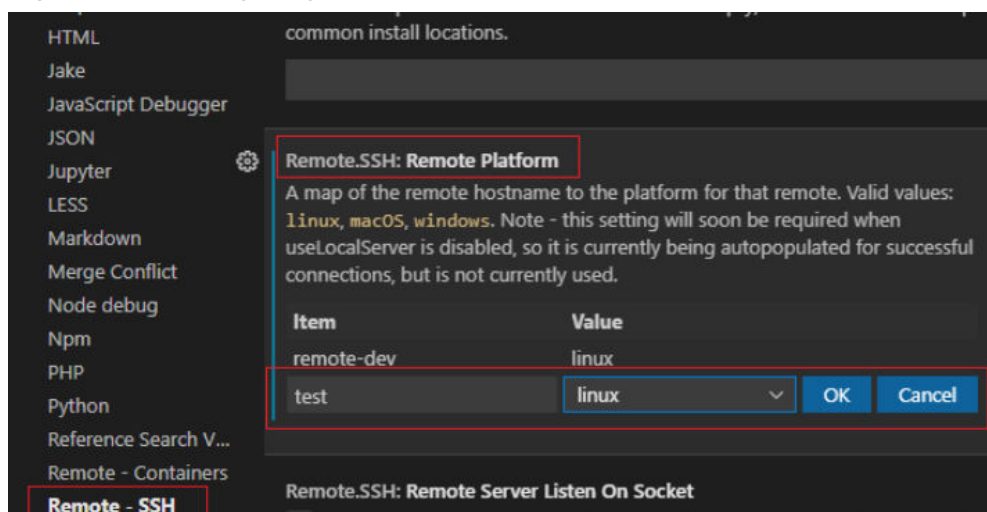 HTML
Jake
JavaScript Debugger
JSON
Jupyter
LESS
Markdown
Merge Conflict
Node debug
Npm
PHP
Python
Reference Search V...
Remote - Containers
Remote - SSH
common install locations.
Remote.SSH: Remote Platform
A map of the remote hostname to the platform for that remote. Valid values:
linux, macOS, windows. Note - this setting will soon be required when
useLocalServer is disabled, so it is currently being autopopulated for successful
connections, but is not currently used.
Item Value
remote-dev linux
test linux OK Cancel
Remote.SSH: Remote Server Listen On Socket